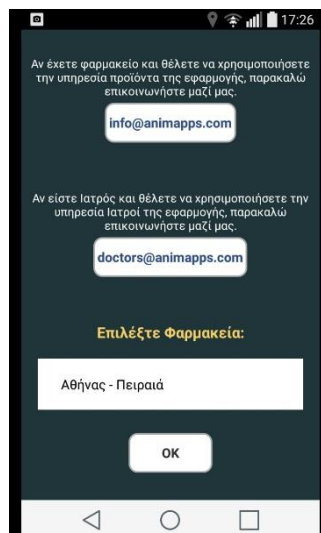 17:26
Αν έχετε φαρμακείο και θέλετε να χρησιμοποιήσετε
την υπηρεσία προϊόντα της εφαρμογής, παρακαλώ
επικοινωνήστε μαζί μας.
info@animapps.com
Αν είστε Ιατρός και θέλετε να χρησιμοποιήσετε την
υπηρεσία Ιατροί της εφαρμογής, παρακαλώ
επικοινωνήστε μαζί μας.
doctors@animapps.com
Επιλέξτε Φαρμακεία:
Αθήνας - Πειραιά
OK